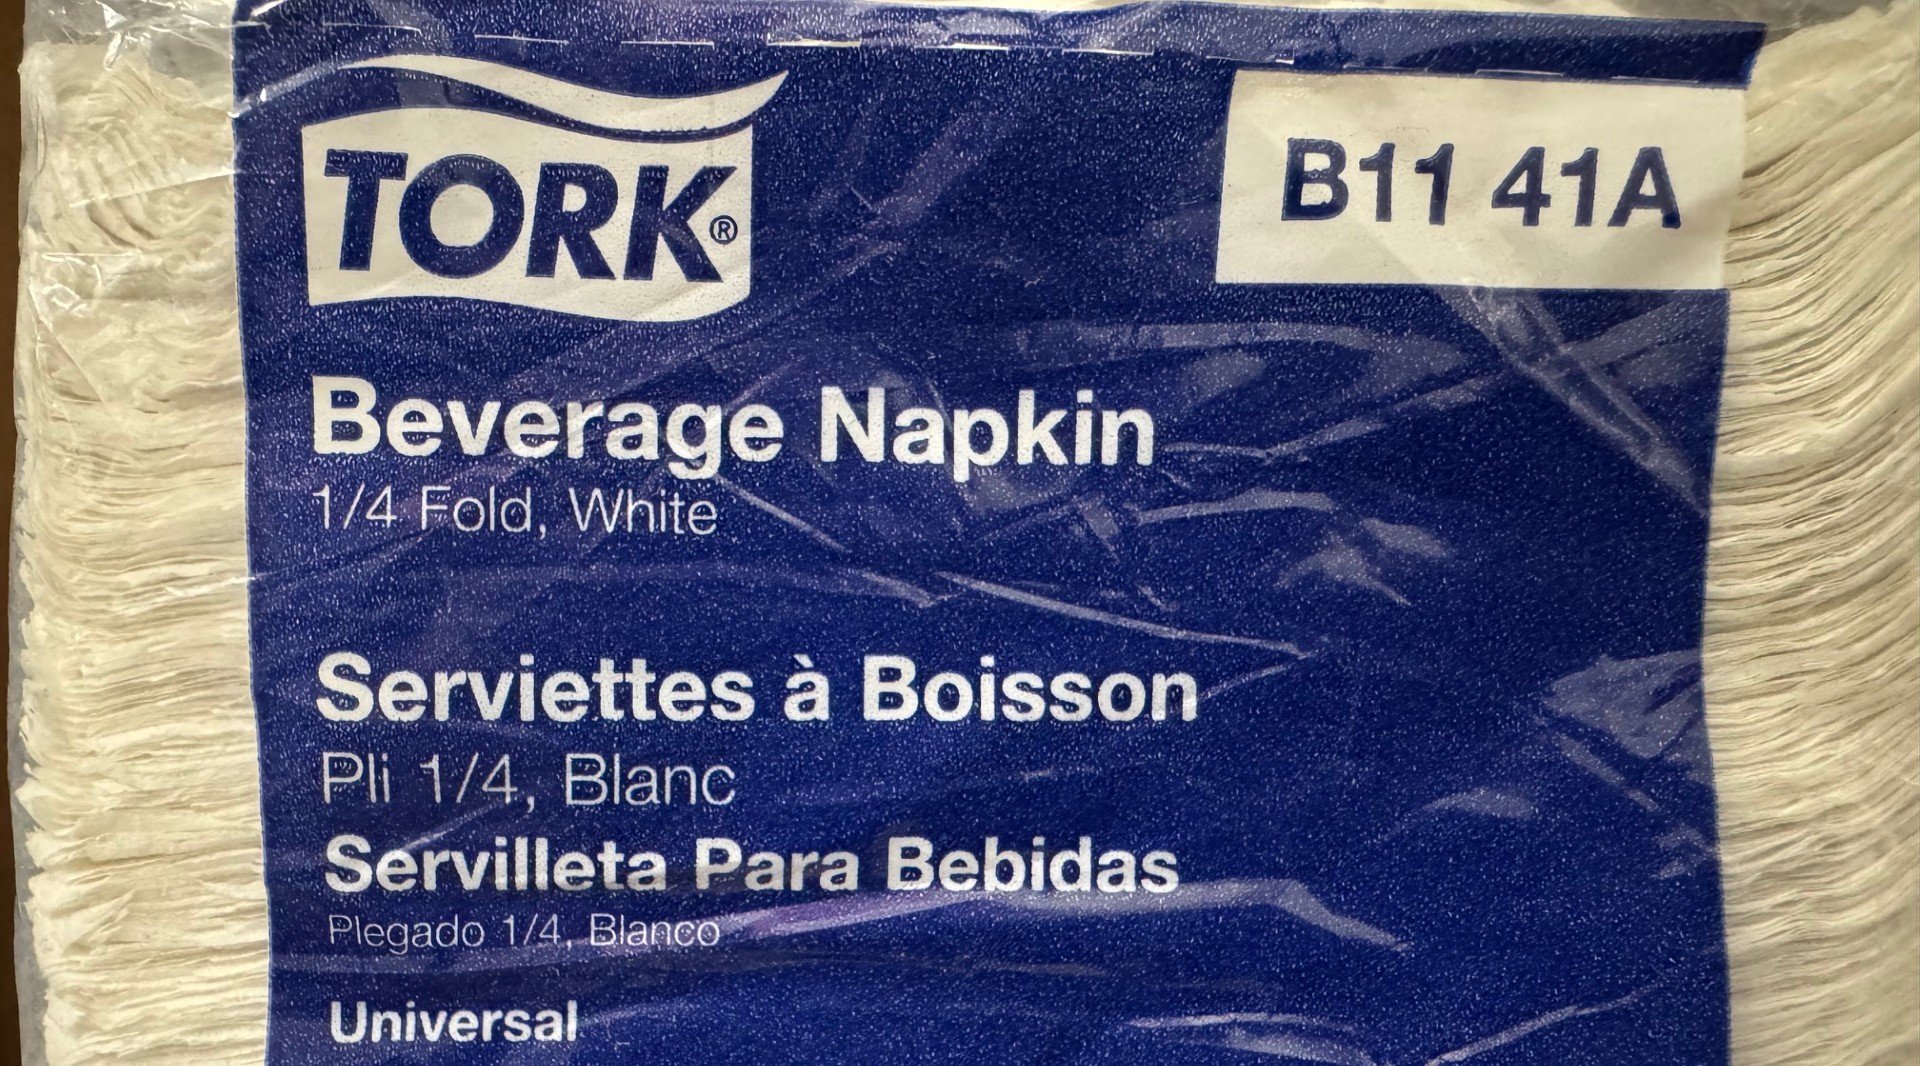 TORK®
B11 41A
Beverage Napkin
1/4 Fold, White
Serviettes à Boisson
Pli 1/4, Blanc
Servilleta Para Bebidas
Plegado 1/4, Blanco
Universal